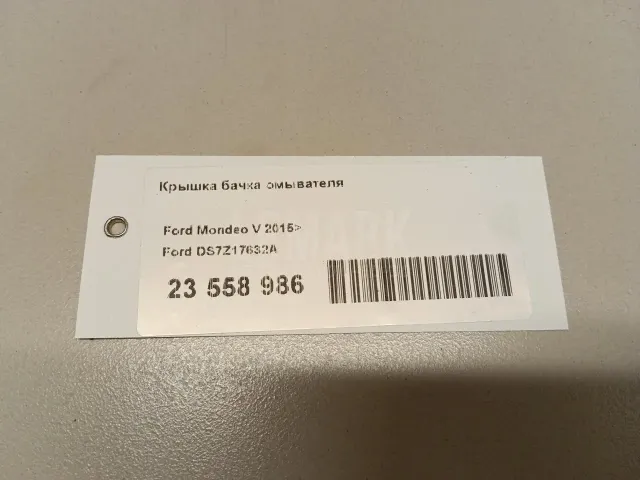 Крышка бачка омывателя
Ford Mondeo V 2015>
Ford DS7Z17632A
23 558 986